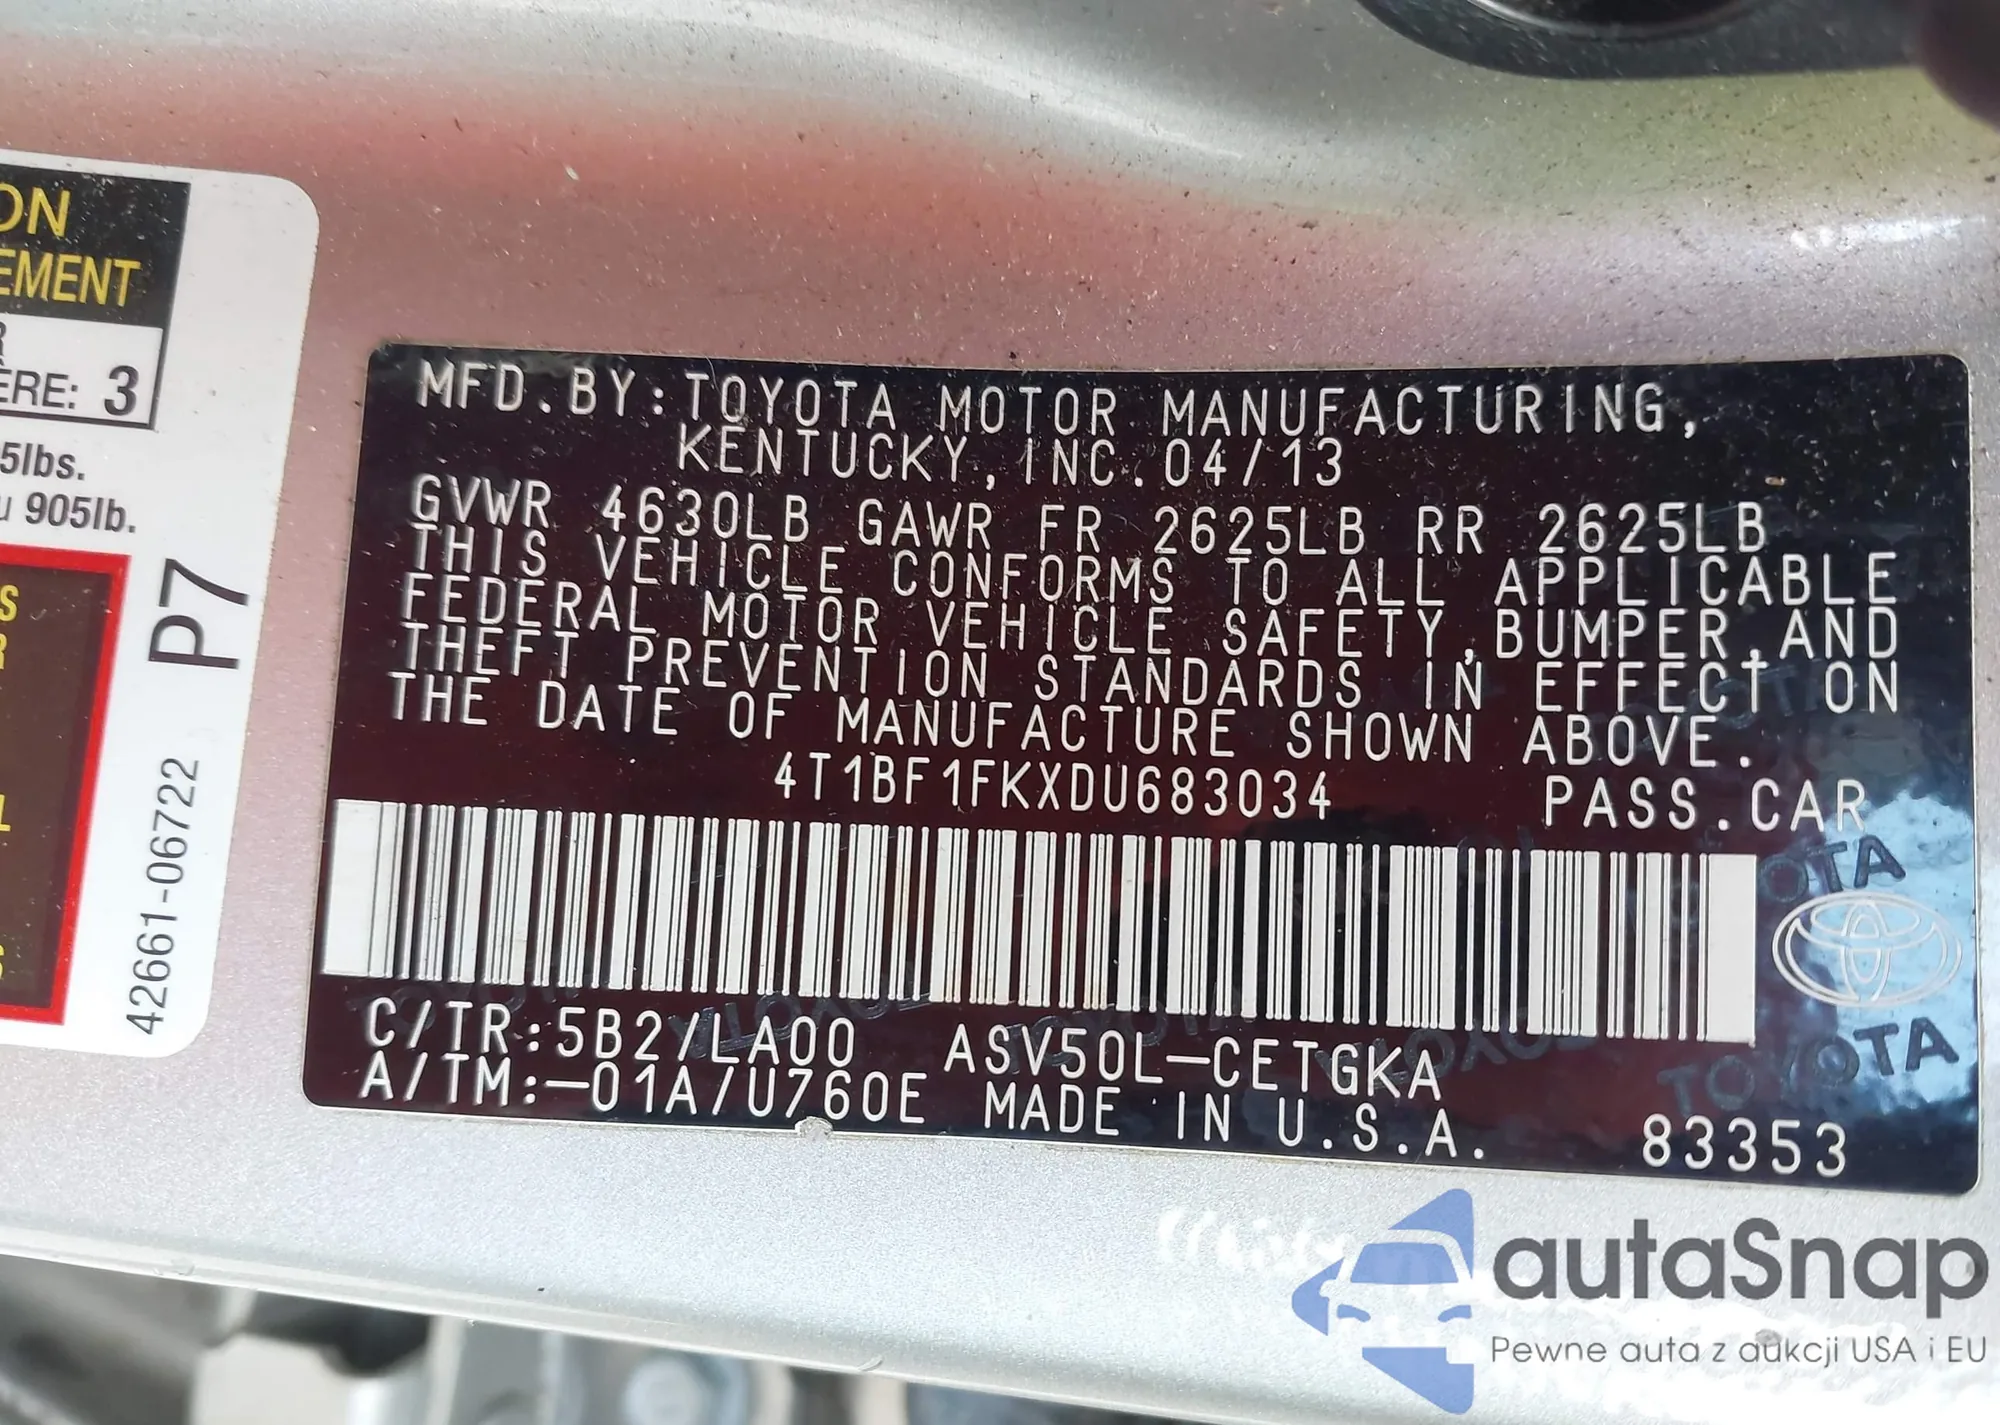 ON
EMENT
R
ERE: 3
5lbs.
u 905lb.
S
R
L
P7
42661-06722
MFD.BY:TOYOTA MOTOR MANUFACTURING,
KENTUCKY,INC.04/13
GVWR 4630LB GAWR FR 2625LB RR 2625LB
THIS VEHICLE CONFORMS TO ALL APPLICABLE
FEDERAL MOTOR VEHICLE SAFETY,BUMPER,AND
THEFT PREVENTION STANDARDS IN EFFECT ON
THE DATE OF MANUFACTURE SHOWN ABOVE.
4T1BF1FKXDU683034 PASS.CAR
TOYOTA
TOYOTA
C/TR:5B2/LA00 ASV50L-CETGKA
A/TM:-01A/U760E MADE IN U.S.A.
83353
autaSnap
Pewne auta z aukcji USA i EU